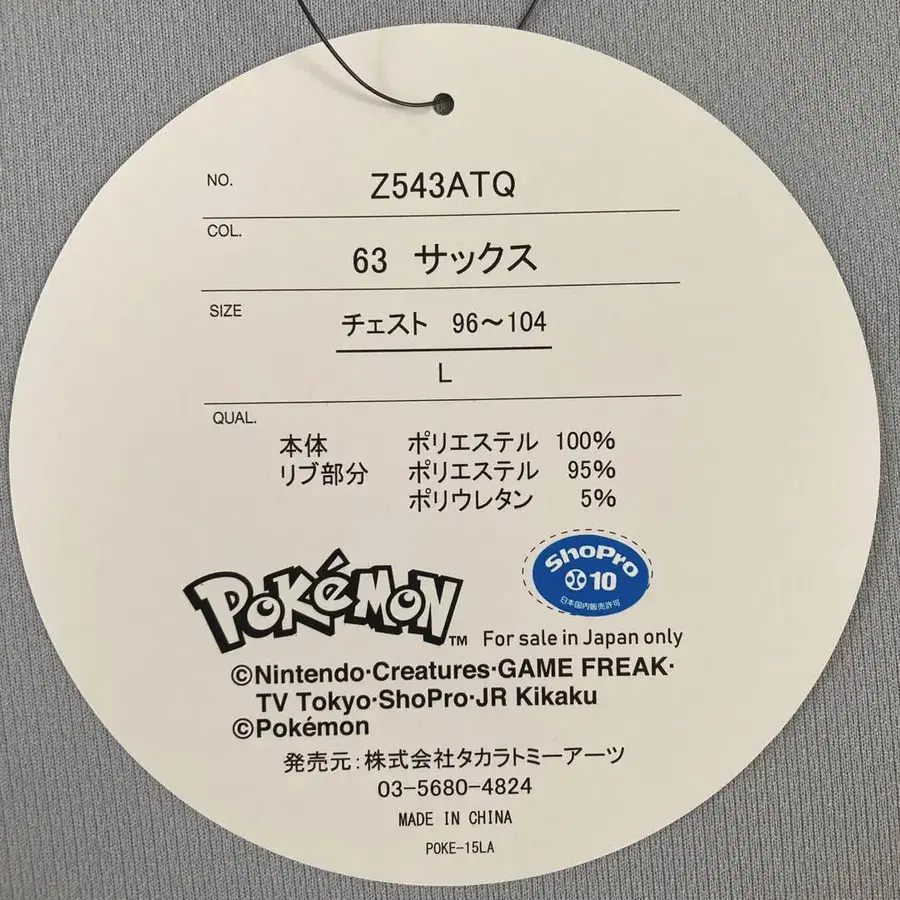 NO. Z543ATQ
COL. 63 サックス
SIZE チェスト 96～104
L
QUAL.
本体 ポリエステル 100%
リブ部分 ポリエステル 95%
ポリウレタン 5%
ShoPro
10
日本国内販売許可
POKéMON™ For sale in Japan only
©Nintendo·Creatures·GAME FREAK·
TV Tokyo·ShoPro·JR Kikaku
©Pokémon
発売元：株式会社タカラトミーアーツ
03-5680-4824
MADE IN CHINA
POKE-15LA